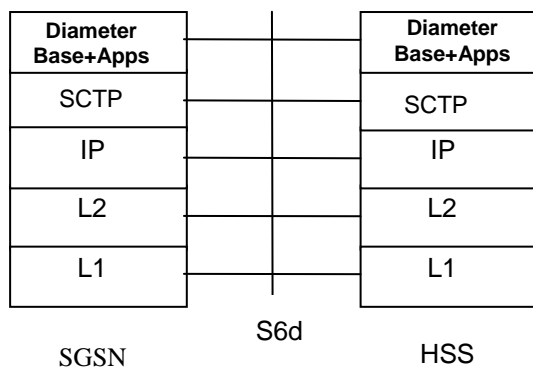 Diameter
Base+Apps
SCTP
IP
L2
L1
SGSN
S6d
Diameter
Base+Apps
SCTP
IP
L2
L1
HSS